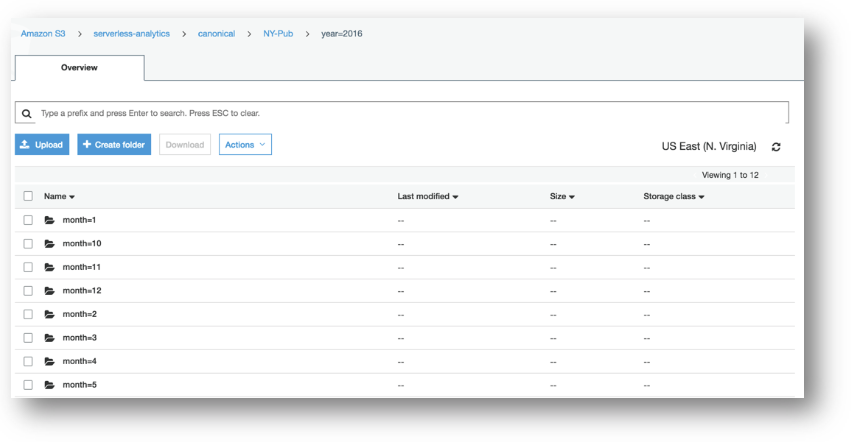 Amazon S3 > serverless-analytics > canonical > NY-Pub > year=2016
Overview
Type a prefix and press Enter to search. Press ESC to clear.
Upload + Create folder Download Actions
US East (N. Virginia)
Viewing 1 to 12
Name Last modified Size Storage class
month=1 -- -- --
month=10 -- -- --
month=11 -- -- --
month=12 -- -- --
month=2 -- -- --
month=3 -- -- --
month=4 -- -- --
month=5 -- -- --